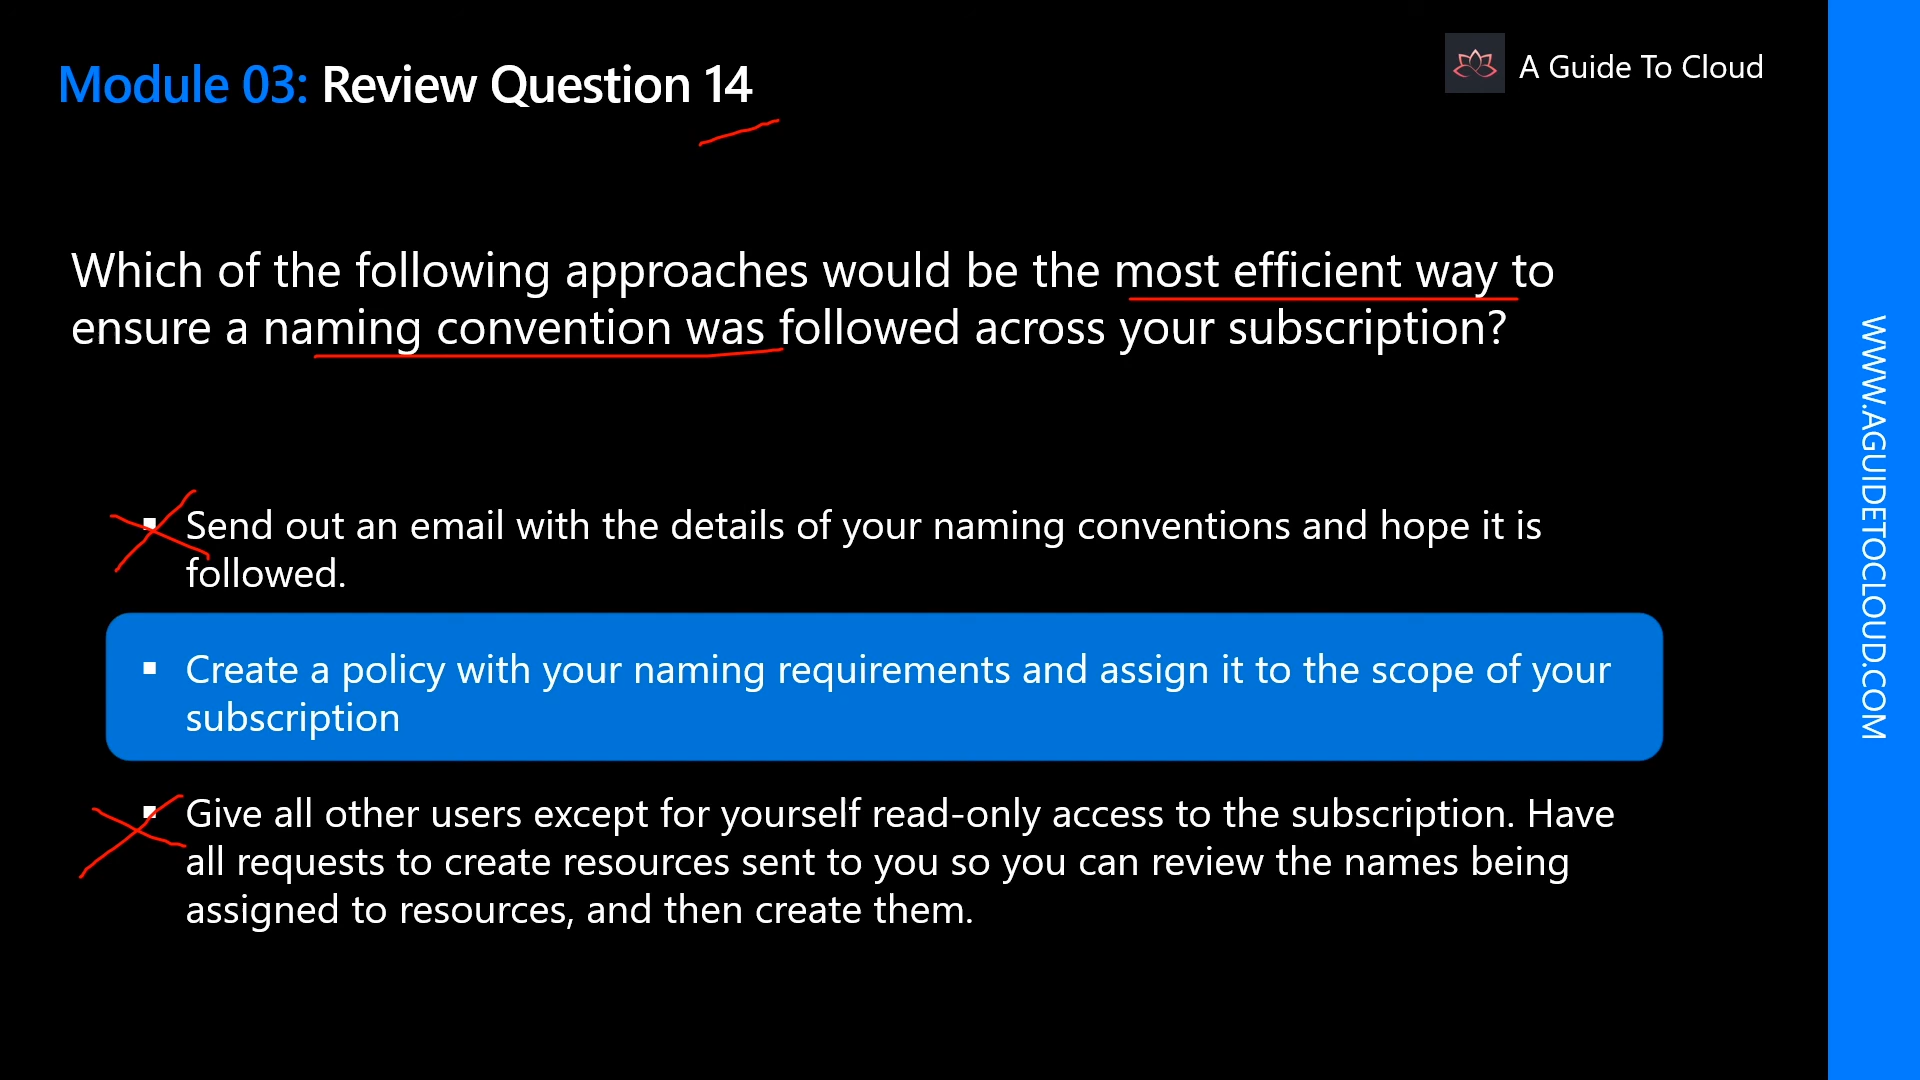 Module 03: Review Question 14
A Guide To Cloud
Which of the following approaches would be the most efficient way to
ensure a naming convention was followed across your subscription?
▪ Send out an email with the details of your naming conventions and hope it is
followed.
▪ Create a policy with your naming requirements and assign it to the scope of your
subscription
▪ Give all other users except for yourself read-only access to the subscription. Have
all requests to create resources sent to you so you can review the names being
assigned to resources, and then create them.
WWW.AGUIDETOCLOUD.COM